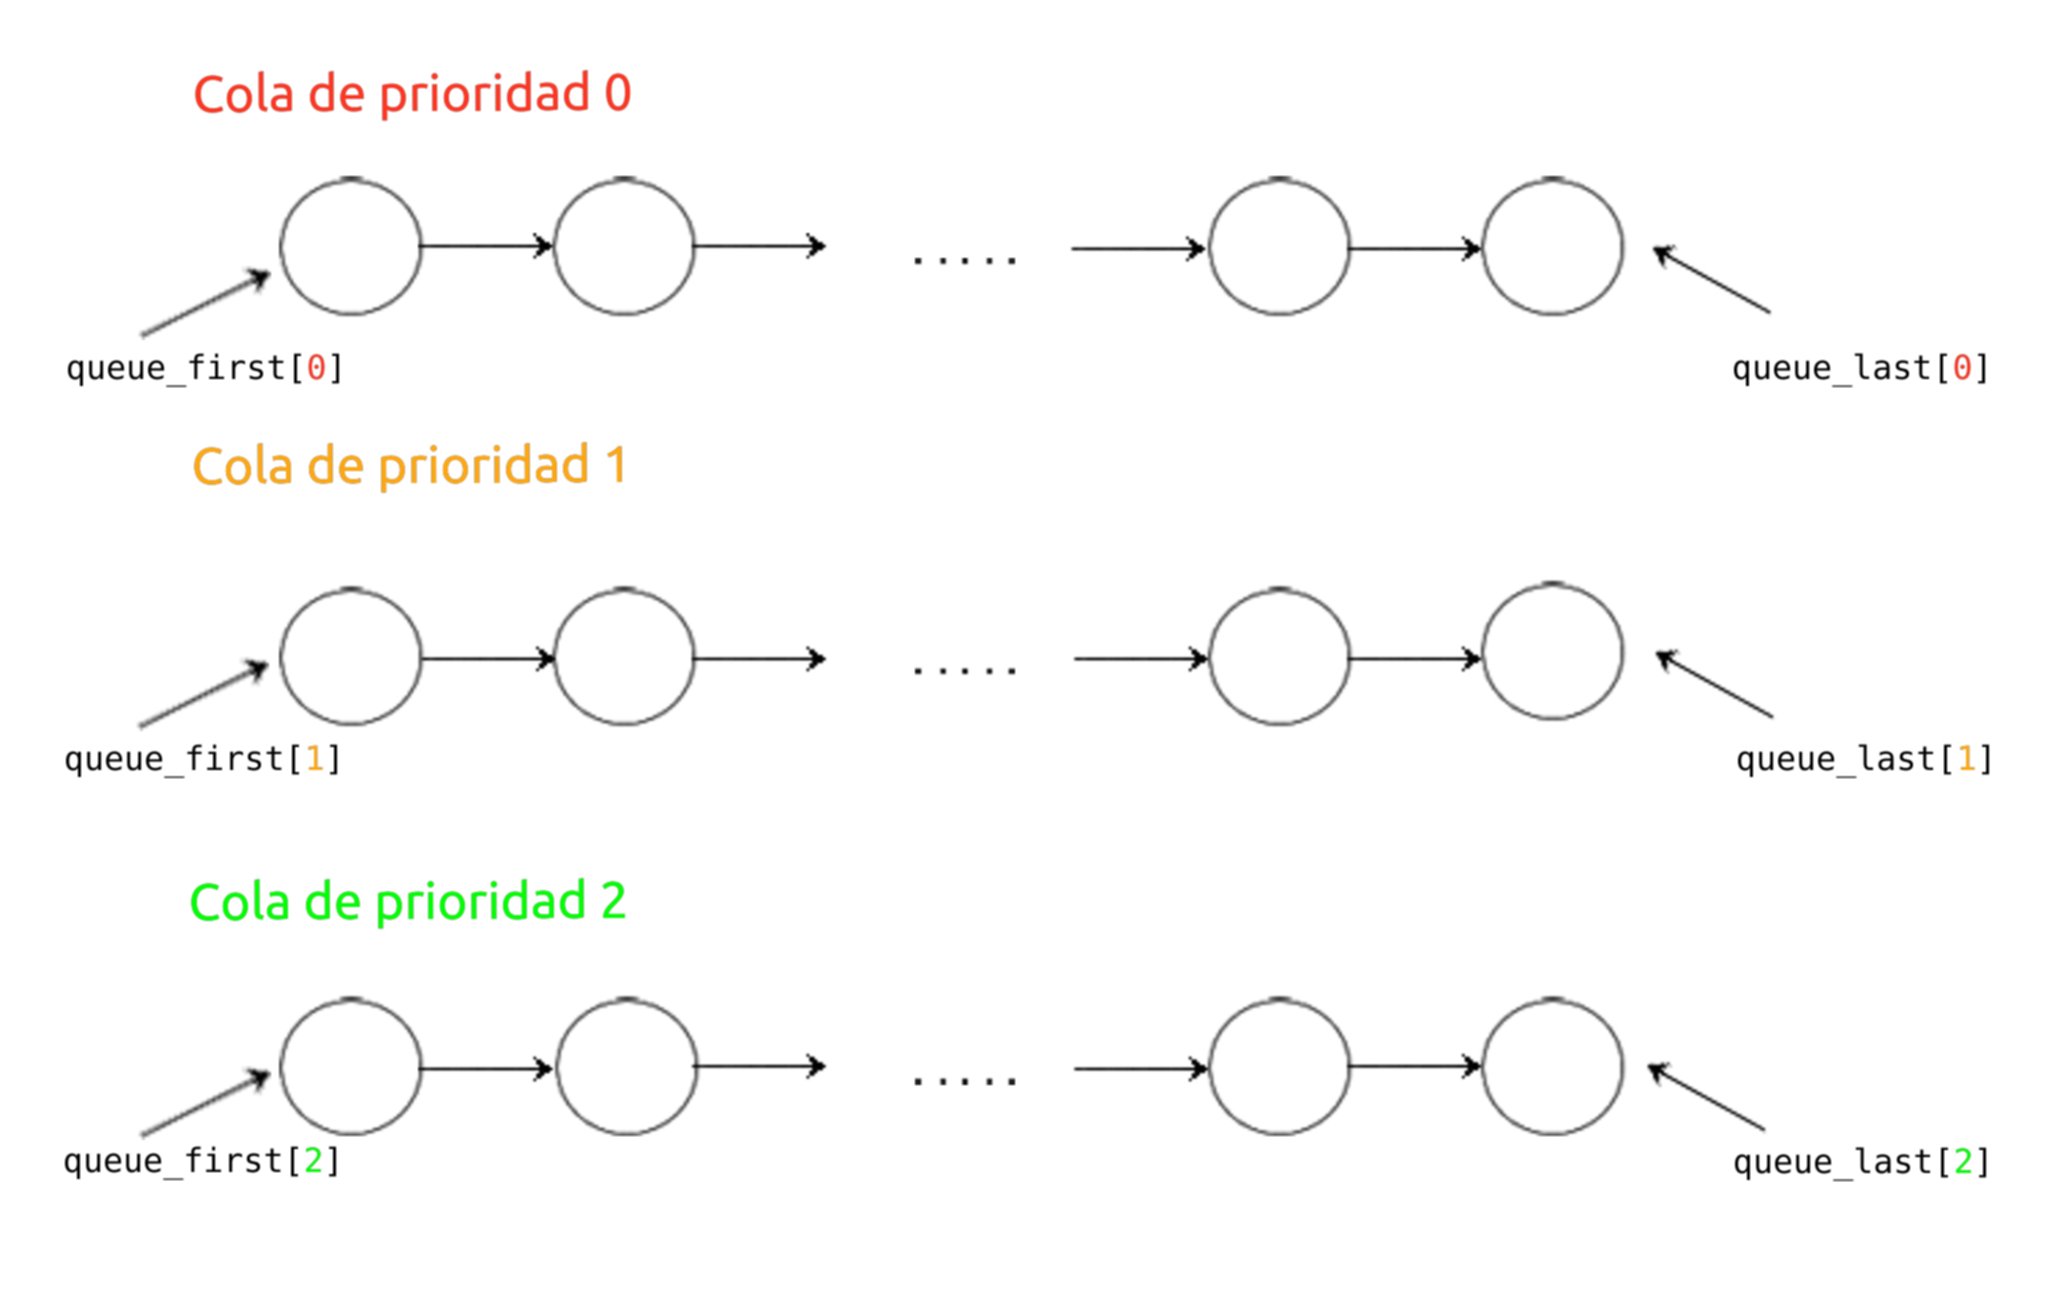 Cola de prioridad 0
.....
queue_first[0]
queue_last[0]
Cola de prioridad 1
.....
queue_first[1]
queue_last[1]
Cola de prioridad 2
.....
queue_first[2]
queue_last[2]